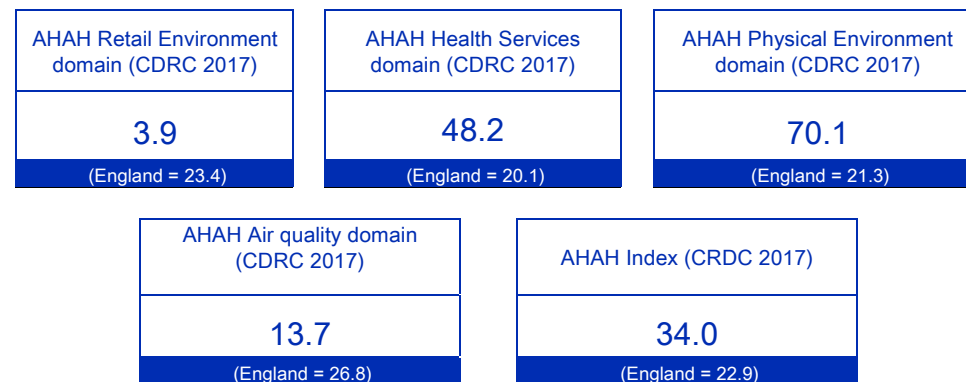 AHAH Retail Environment
domain (CDRC 2017)
3.9
(England = 23.4)
AHAH Health Services
domain (CDRC 2017)
48.2
(England = 20.1)
AHAH Physical Environment
domain (CDRC 2017)
70.1
(England = 21.3)
AHAH Air quality domain
(CDRC 2017)
13.7
(England = 26.8)
AHAH Index (CRDC 2017)
34.0
(England = 22.9)